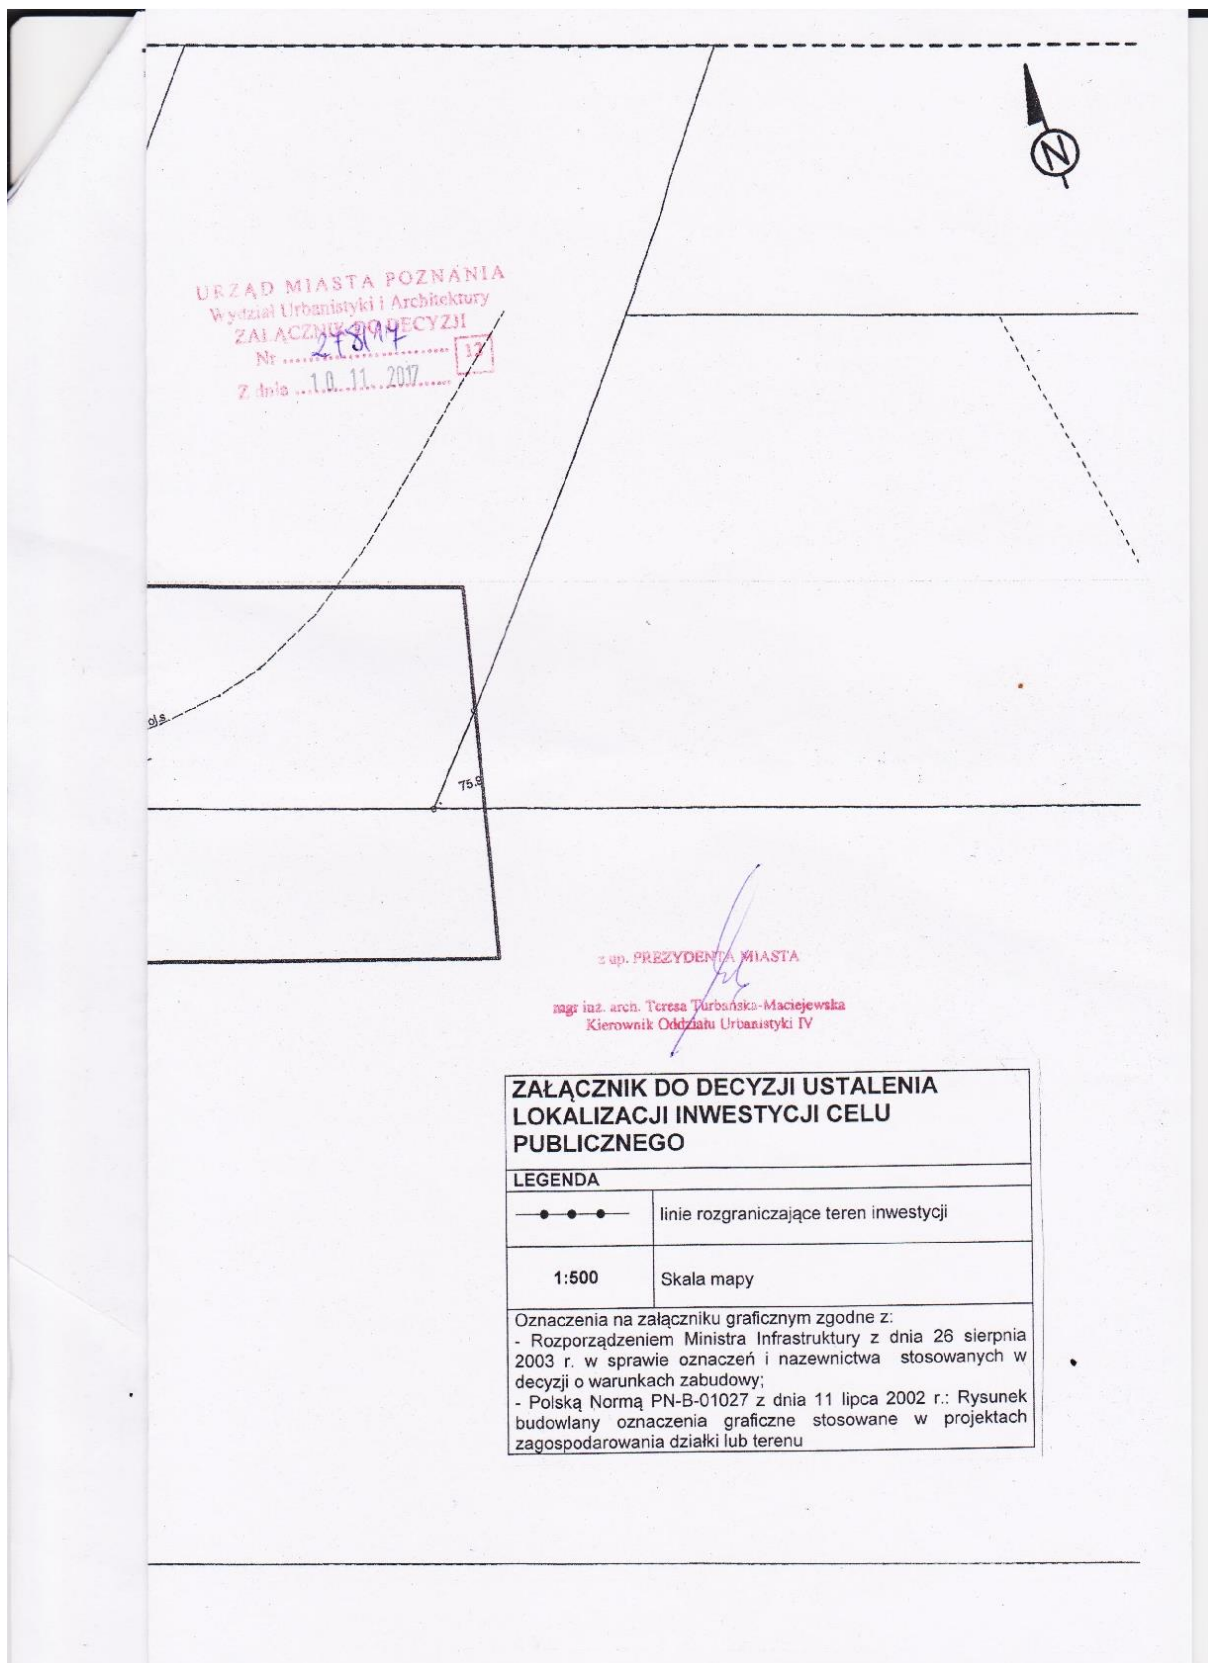 N
URZĄD MIASTA POZNANIA
Wydział Urbanistyki i Architektury
ZAŁĄCZNIK DO DECYZJI
Nr 278/17
12
Z dnia 10. 11. 2017
ojs
75.8
z up. PREZYDENTA MIASTA
mgr inż. arch. Teresa Turbańska-Maciejewska
Kierownik Oddziału Urbanistyki IV
ZAŁĄCZNIK DO DECYZJI USTALENIA
LOKALIZACJI INWESTYCJI CELU
PUBLICZNEGO
LEGENDA
linie rozgraniczające teren inwestycji
1:500 Skala mapy
Oznaczenia na załączniku graficznym zgodne z:
- Rozporządzeniem Ministra Infrastruktury z dnia 26 sierpnia
2003 r. w sprawie oznaczeń i nazewnictwa stosowanych w
decyzji o warunkach zabudowy;
- Polską Normą PN-B-01027 z dnia 11 lipca 2002 r.: Rysunek
budowlany oznaczenia graficzne stosowane w projektach
zagospodarowania działki lub terenu